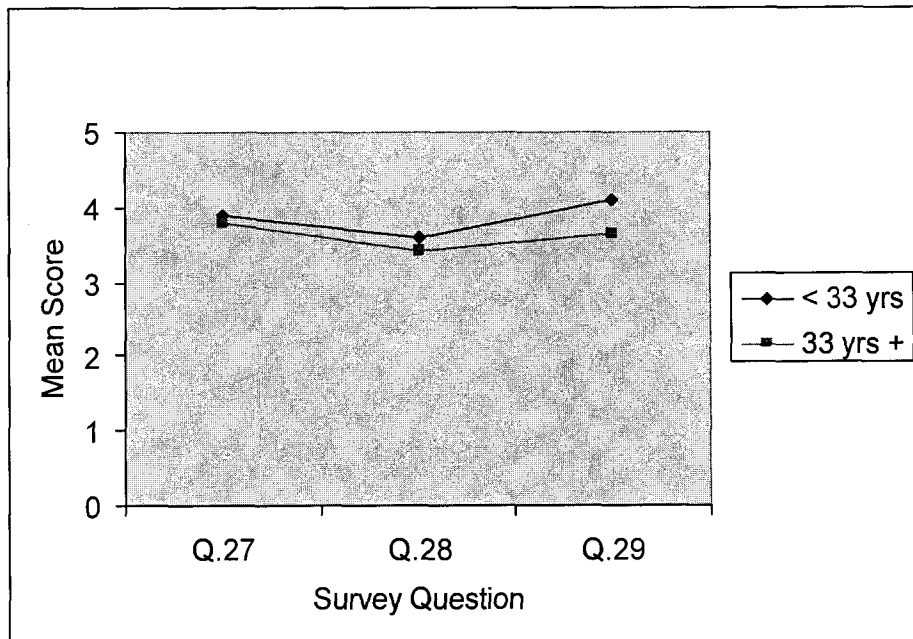 5
4
3
2
1
0
Mean Score
Q.27 Q.28 Q.29
Survey Question
< 33 yrs
33 yrs +